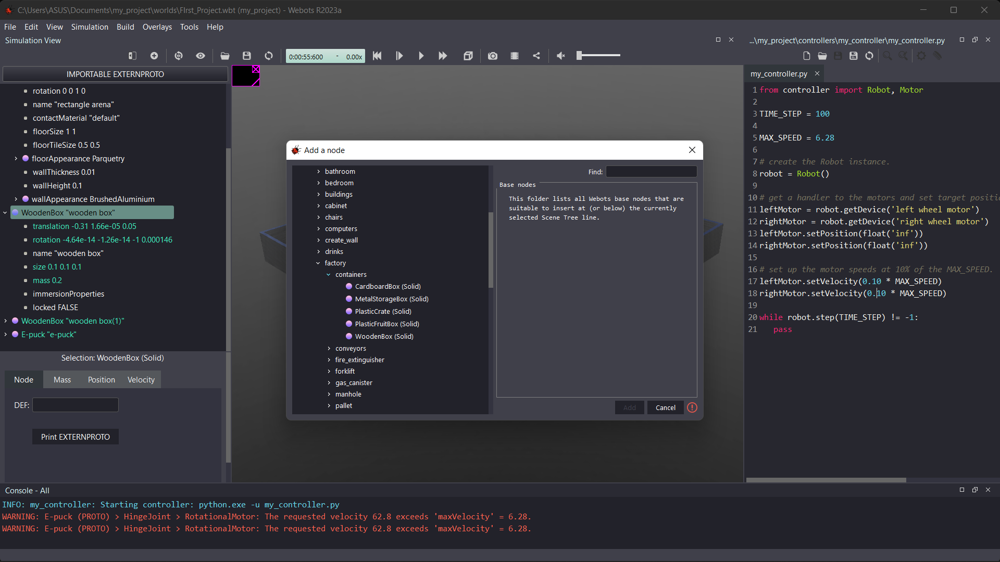 C:\Users\ASUS\Documents\my_project\worlds\FIrst_Project.wbt (my_project) - Webots R2023a
File Edit View Simulation Build Overlays Tools Help
Simulation View
0:00:55:600 - 0.00x
IMPORTABLE EXTERNPROTO
rotation 0 0 1 0
name "rectangle arena"
contactMaterial "default"
floorSize 1 1
floorTileSize 0.5 0.5
floorAppearance Parquetry
wallThickness 0.01
wallHeight 0.1
wallAppearance BrushedAluminium
WoodenBox "wooden box"
translation -0.31 1.66e-05 0.05
rotation -4.64e-14 -1.26e-14 -1 0.000146
name "wooden box"
size 0.1 0.1 0.1
mass 0.2
immersionProperties
locked FALSE
WoodenBox "wooden box(1)"
E-puck "e-puck"
Selection: WoodenBox (Solid)
Node Mass Position Velocity
DEF:
Print EXTERNPROTO
Add a node
bathroom
bedroom
buildings
cabinet
chairs
computers
create_wall
drinks
factory
containers
CardboardBox (Solid)
MetalStorageBox (Solid)
PlasticCrate (Solid)
PlasticFruitBox (Solid)
WoodenBox (Solid)
conveyors
fire_extinguisher
forklift
gas_canister
manhole
pallet
Find:
Base nodes
This folder lists all Webots base nodes that are
suitable to insert at (or below) the currently
selected Scene Tree line.
Add Cancel
...\my_project\controllers\my_controller\my_controller.py
my_controller.py
1 from controller import Robot, Motor
2
3 TIME_STEP = 100
4
5 MAX_SPEED = 6.28
6
7 # create the Robot instance.
8 robot = Robot()
9
10 # get a handler to the motors and set target positi
11 leftMotor = robot.getDevice('left wheel motor')
12 rightMotor = robot.getDevice('right wheel motor')
13 leftMotor.setPosition(float('inf'))
14 rightMotor.setPosition(float('inf'))
15
16 # set up the motor speeds at 10% of the MAX_SPEED.
17 leftMotor.setVelocity(0.10 * MAX_SPEED)
18 rightMotor.setVelocity(0.10 * MAX_SPEED)
19
20 while robot.step(TIME_STEP) != -1:
21 pass
Console - All
INFO: my_controller: Starting controller: python.exe -u my_controller.py
WARNING: E-puck (PROTO) > HingeJoint > RotationalMotor: The requested velocity 62.8 exceeds 'maxVelocity' = 6.28.
WARNING: E-puck (PROTO) > HingeJoint > RotationalMotor: The requested velocity 62.8 exceeds 'maxVelocity' = 6.28.